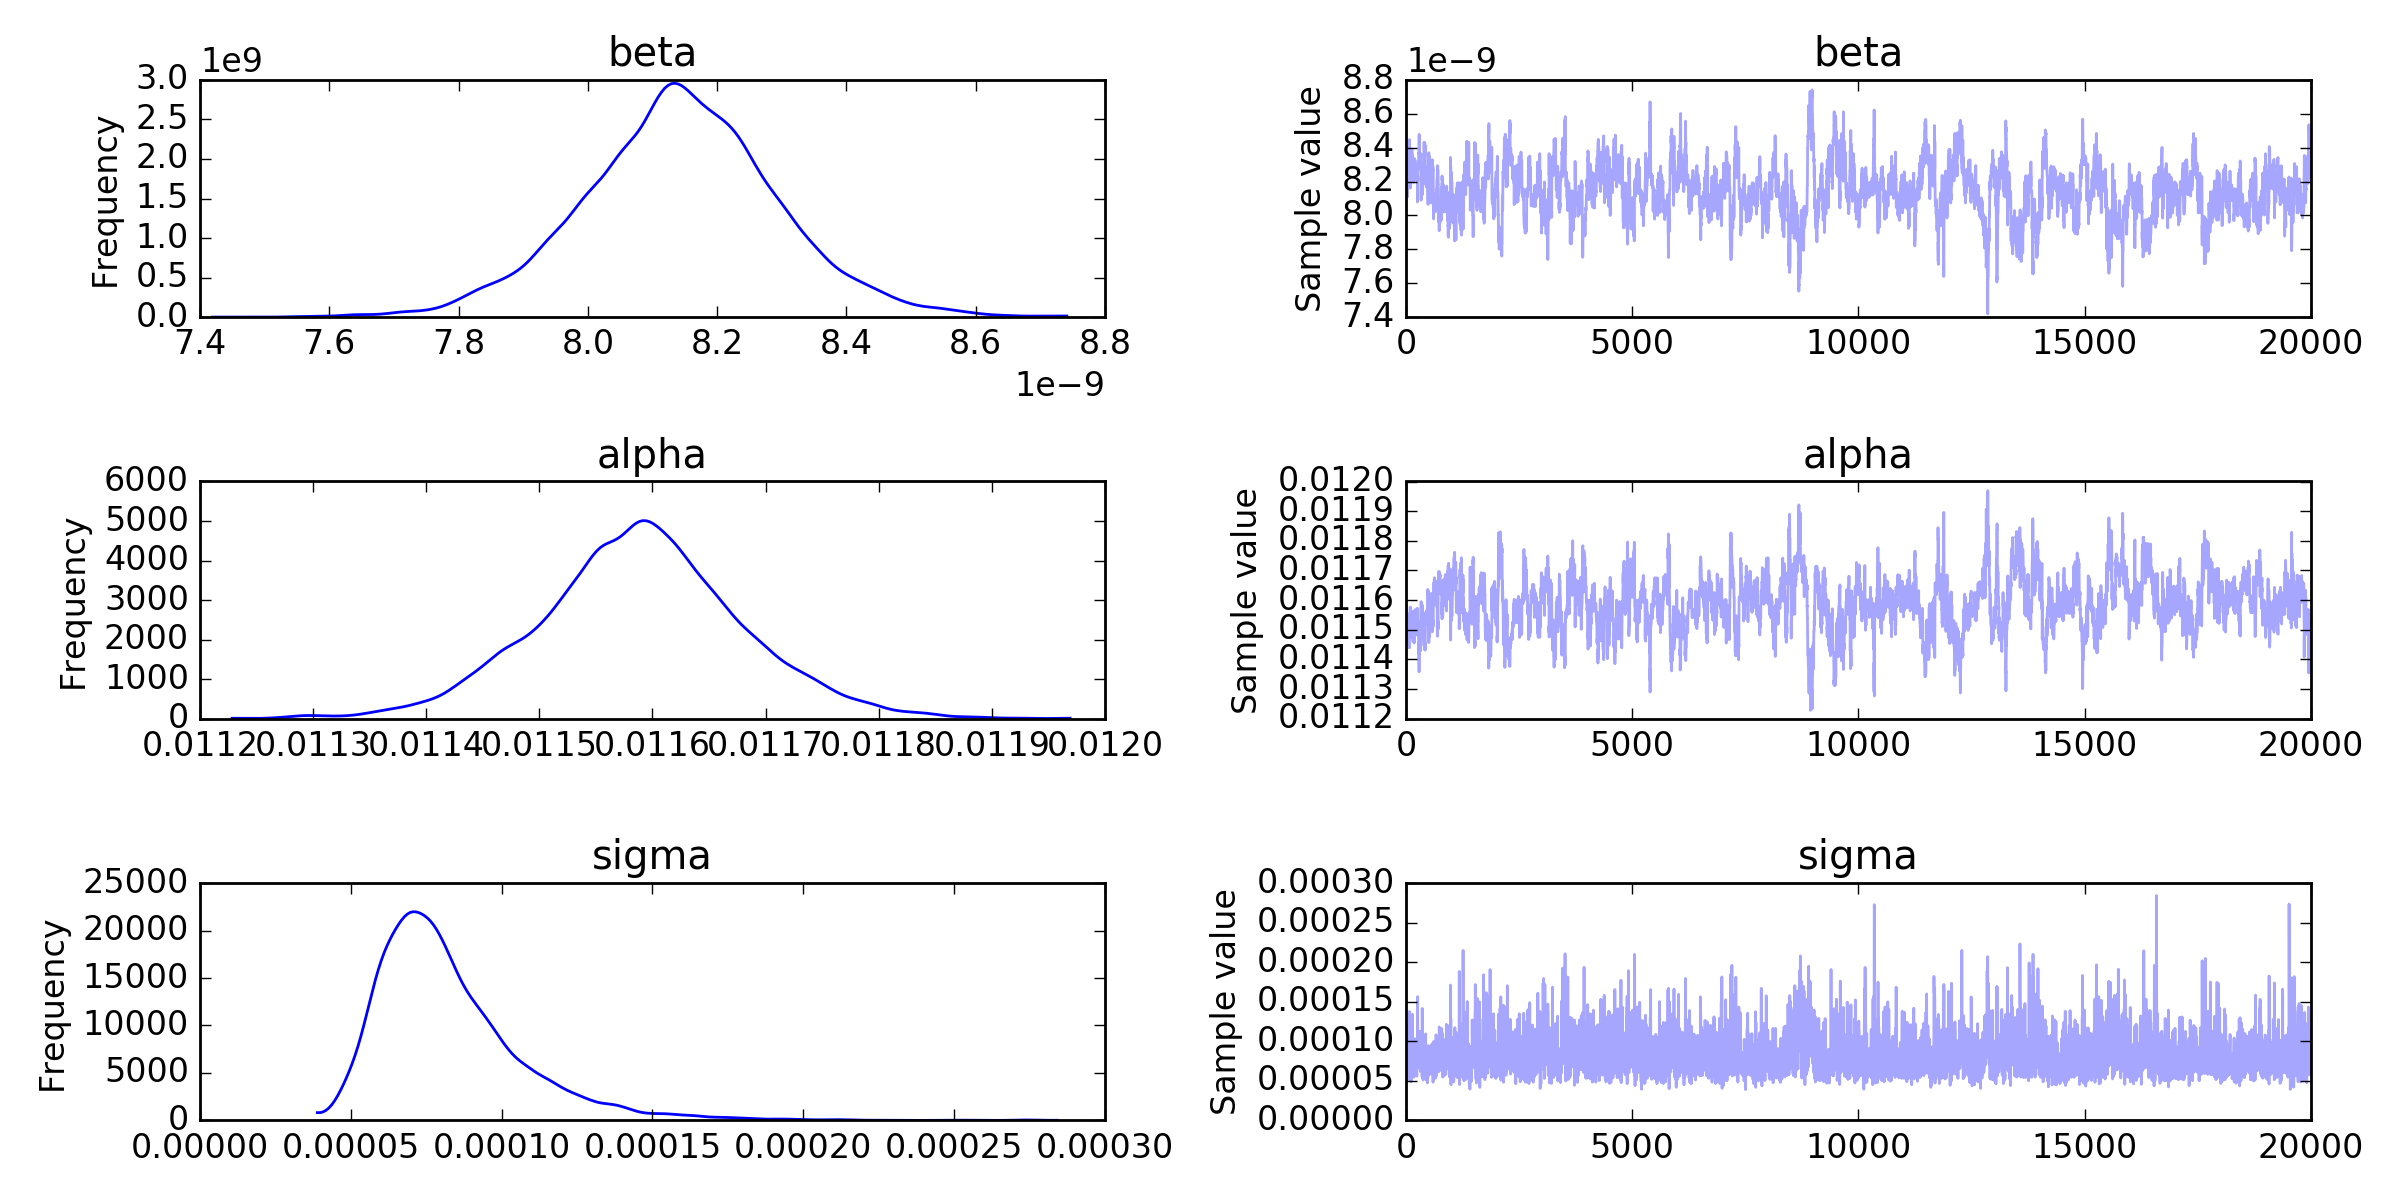 beta
1e9
3.0
2.5
2.0
1.5
1.0
0.5
0.0
Frequency
7.4 7.6 7.8 8.0 8.2 8.4 8.6 8.8
1e−9
beta
1e−9
8.8
8.6
8.4
8.2
8.0
7.8
7.6
7.4
Sample value
0 5000 10000 15000 20000
alpha
6000
5000
4000
3000
2000
1000
0
Frequency
0.0112 0.0113 0.0114 0.0115 0.0116 0.0117 0.0118 0.0119 0.0120
alpha
0.0120
0.0119
0.0118
0.0117
0.0116
0.0115
0.0114
0.0113
0.0112
Sample value
0 5000 10000 15000 20000
sigma
25000
20000
15000
10000
5000
0
Frequency
0.00000 0.00005 0.00010 0.00015 0.00020 0.00025 0.00030
sigma
0.00030
0.00025
0.00020
0.00015
0.00010
0.00005
0.00000
Sample value
0 5000 10000 15000 20000